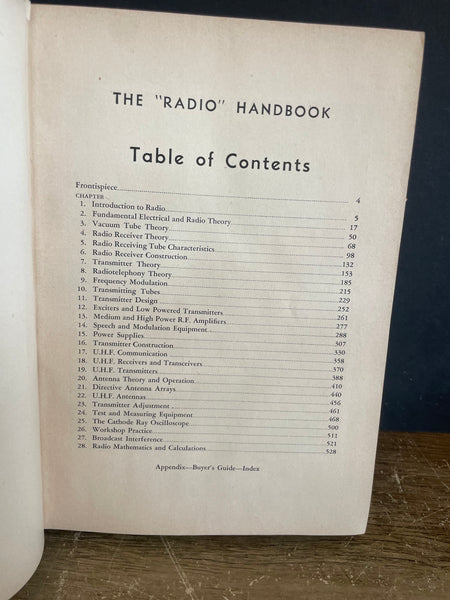 THE "RADIO" HANDBOOK
Table of Contents
Frontispiece 4
CHAPTER
1. Introduction to Radio 5
2. Fundamental Electrical and Radio Theory 17
3. Vacuum Tube Theory 50
4. Radio Receiver Theory 68
5. Radio Receiving Tube Characteristics 98
6. Radio Receiver Construction 132
7. Transmitter Theory 153
8. Radiotelephony Theory 185
9. Frequency Modulation 215
10. Transmitting Tubes 229
11. Transmitter Design 252
12. Exciters and Low Powered Transmitters 261
13. Medium and High Power R.F. Amplifiers 277
14. Speech and Modulation Equipment 288
15. Power Supplies 307
16. Transmitter Construction 330
17. U.H.F. Communication 358
18. U.H.F. Receivers and Transceivers 370
19. U.H.F. Transmitters 388
20. Antenna Theory and Operation 410
21. Directive Antenna Arrays 440
22. U.H.F. Antennas 456
23. Transmitter Adjustment 461
24. Test and Measuring Equipment 468
25. The Cathode Ray Oscilloscope 500
26. Workshop Practice 511
27. Broadcast Interference 521
28. Radio Mathematics and Calculations 528
Appendix—Buyer's Guide—Index